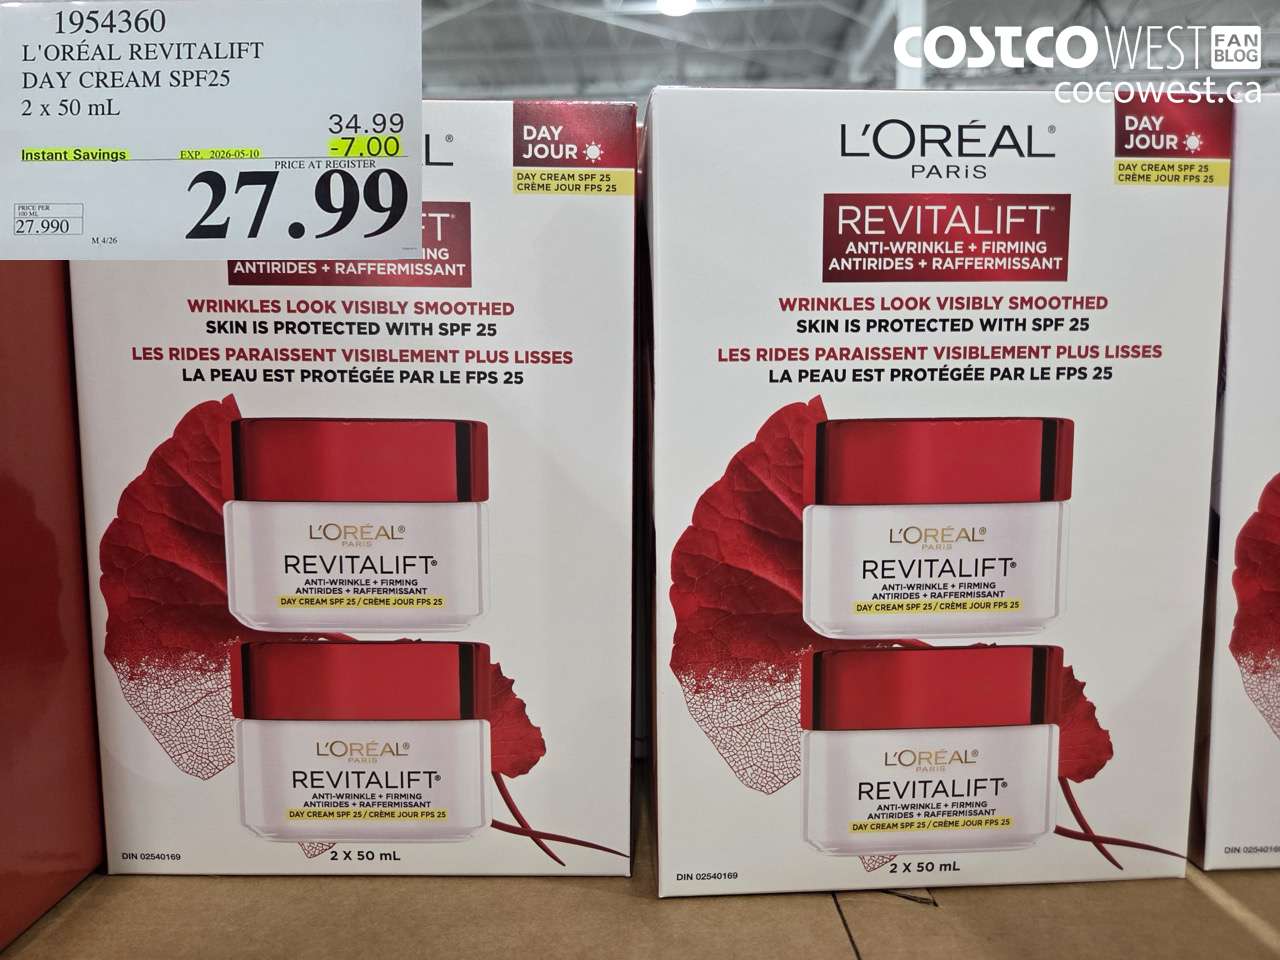 1954360
L'ORÉAL REVITALIFT
DAY CREAM SPF25
2 x 50 mL
34.99
Instant Savings EXP. 2026-05-10 -7.00
PRICE AT REGISTER
27.99
PRICE PER
100 ML
27.990
M 4/26
COSTCO WEST FAN BLOG
cocowest.ca
L®
DAY
JOUR
DAY CREAM SPF 25
CRÈME JOUR FPS 25
FT®
ING
ANTIRIDES + RAFFERMISSANT
WRINKLES LOOK VISIBLY SMOOTHED
SKIN IS PROTECTED WITH SPF 25
LES RIDES PARAISSENT VISIBLEMENT PLUS LISSES
LA PEAU EST PROTÉGÉE PAR LE FPS 25
L'ORÉAL®
PARIS
REVITALIFT®
ANTI-WRINKLE + FIRMING
ANTIRIDES + RAFFERMISSANT
DAY CREAM SPF 25 / CRÈME JOUR FPS 25
L'ORÉAL®
PARIS
REVITALIFT®
ANTI-WRINKLE + FIRMING
ANTIRIDES + RAFFERMISSANT
DAY CREAM SPF 25 / CRÈME JOUR FPS 25
DIN 02540169
2 X 50 mL
L'ORÉAL®
PARiS
DAY
JOUR
DAY CREAM SPF 25
CRÈME JOUR FPS 25
REVITALIFT®
ANTI-WRINKLE + FIRMING
ANTIRIDES + RAFFERMISSANT
WRINKLES LOOK VISIBLY SMOOTHED
SKIN IS PROTECTED WITH SPF 25
LES RIDES PARAISSENT VISIBLEMENT PLUS LISSES
LA PEAU EST PROTÉGÉE PAR LE FPS 25
L'ORÉAL®
PARIS
REVITALIFT®
ANTI-WRINKLE + FIRMING
ANTIRIDES + RAFFERMISSANT
DAY CREAM SPF 25 / CRÈME JOUR FPS 25
L'ORÉAL®
PARIS
REVITALIFT®
ANTI-WRINKLE + FIRMING
ANTIRIDES + RAFFERMISSANT
DAY CREAM SPF 25 / CRÈME JOUR FPS 25
DIN 02540169
2 X 50 mL
DIN 02540169